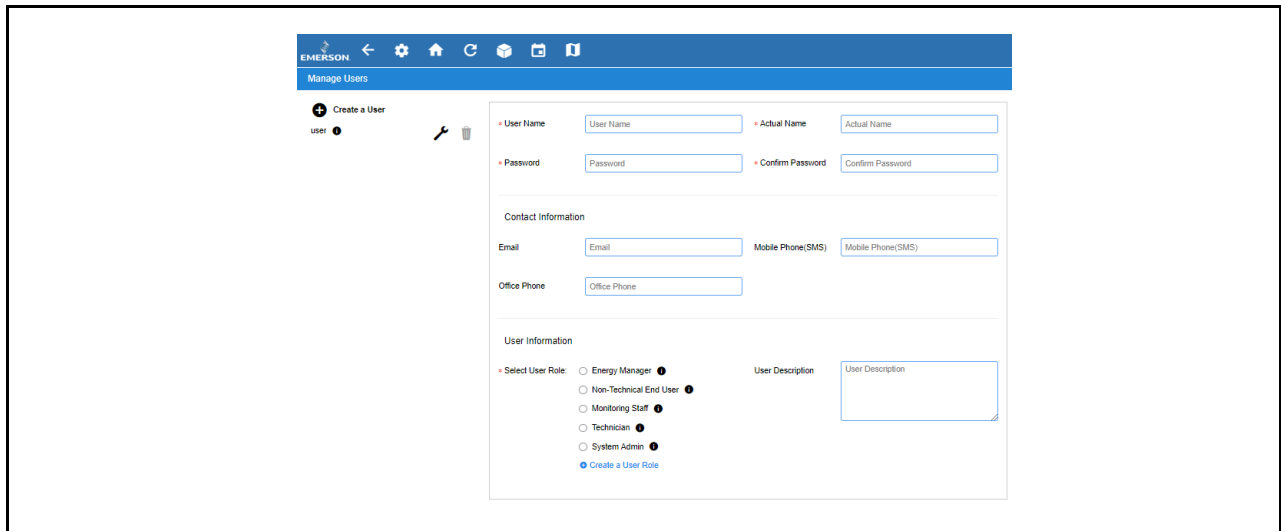 EMERSON
Manage Users
Create a User
user
* User Name User Name * Actual Name Actual Name
* Password Password * Confirm Password Confirm Password
Contact Information
Email Email Mobile Phone(SMS) Mobile Phone(SMS)
Office Phone Office Phone
User Information
* Select User Role: Energy Manager User Description User Description
Non-Technical End User
Monitoring Staff
Technician
System Admin
Create a User Role